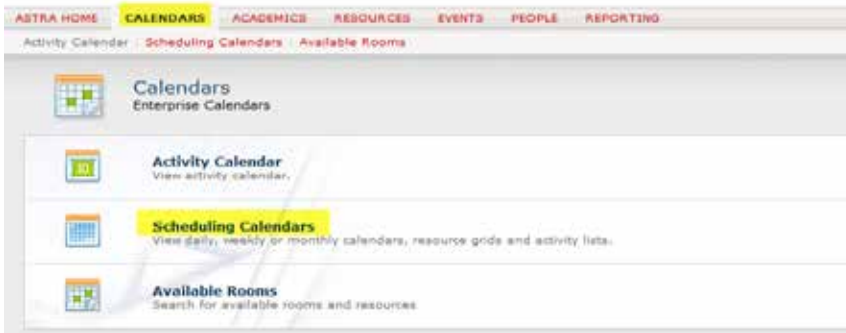 ASTRA HOME CALENDARS ACADEMICS RESOURCES EVENTS PEOPLE REPORTING
Activity Calendar Scheduling Calendars Available Rooms
Calendars
Enterprise Calendars
10
Activity Calendar
View activity calendar.
Scheduling Calendars
View daily, weekly or monthly calendars, resource grids and activity lists.
Available Rooms
Search for available rooms and resources